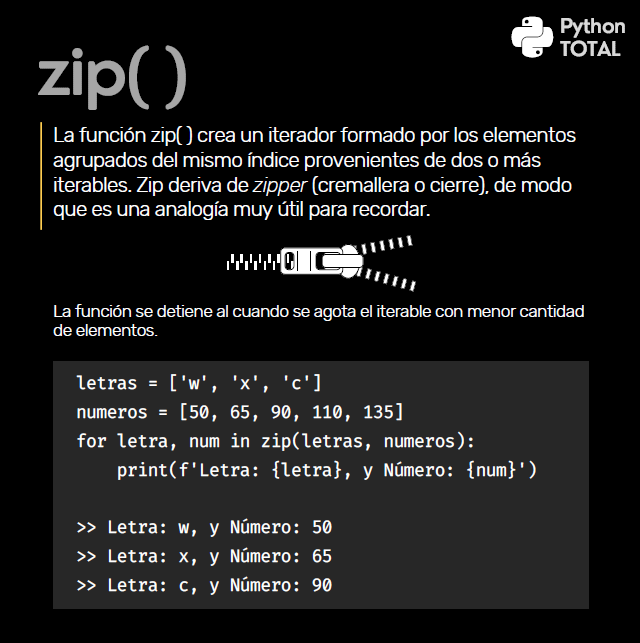 Python
TOTAL
zip( )
La función zip( ) crea un iterador formado por los elementos
agrupados del mismo índice provenientes de dos o más
iterables. Zip deriva de zipper (cremallera o cierre), de modo
que es una analogía muy útil para recordar.
La función se detiene al cuando se agota el iterable con menor cantidad
de elementos.
letras = ['w', 'x', 'c']
numeros = [50, 65, 90, 110, 135]
for letra, num in zip(letras, numeros):
    print(f'Letra: {letra}, y Número: {num}')
>> Letra: w, y Número: 50
>> Letra: x, y Número: 65
>> Letra: c, y Número: 90